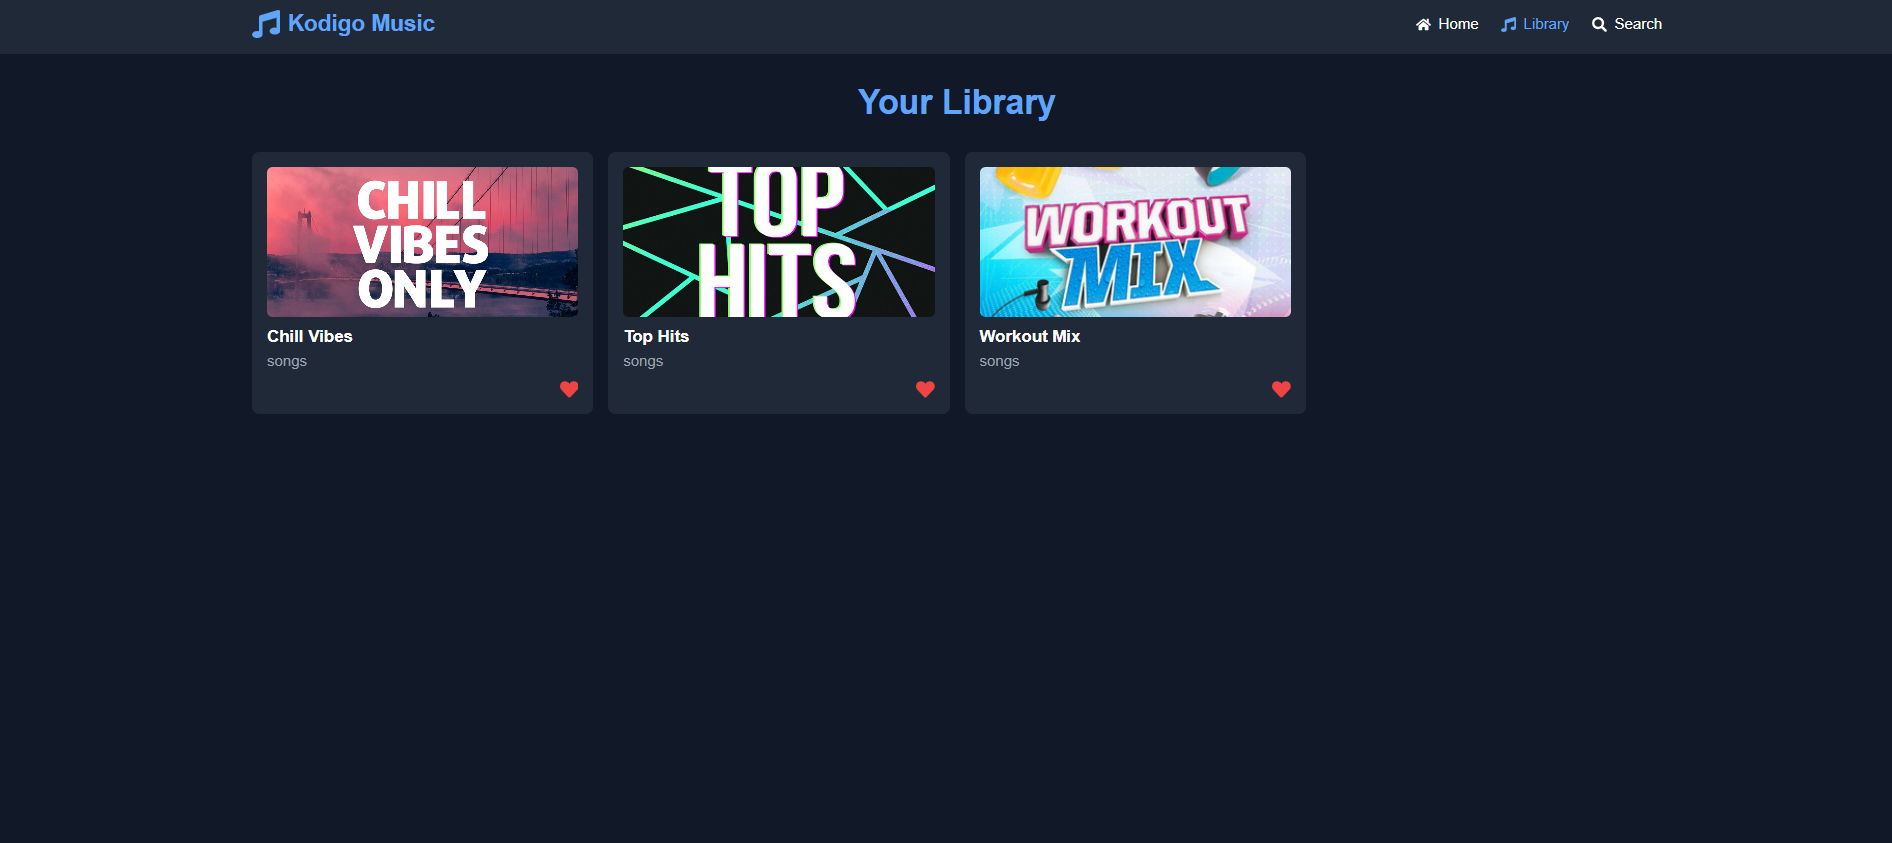 Kodigo Music
Home
Library
Search
Your Library
CHILL
VIBES
ONLY
TOP
HITS
WORKOUT
MIX
Chill Vibes
Top Hits
Workout Mix
songs
songs
songs